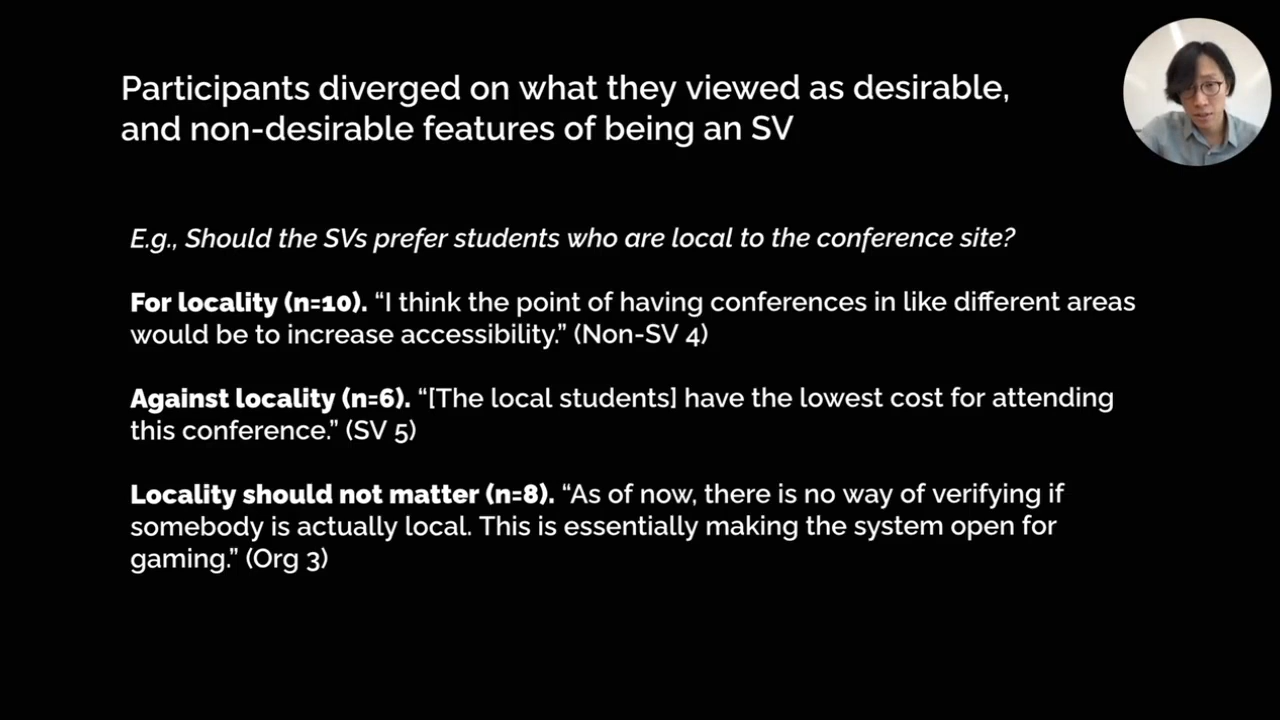 Participants diverged on what they viewed as desirable,
and non-desirable features of being an SV
E.g., Should the SVs prefer students who are local to the conference site?
For locality (n=10). “I think the point of having conferences in like different areas
would be to increase accessibility.” (Non-SV 4)
Against locality (n=6). “[The local students] have the lowest cost for attending
this conference.” (SV 5)
Locality should not matter (n=8). “As of now, there is no way of verifying if
somebody is actually local. This is essentially making the system open for
gaming.” (Org 3)